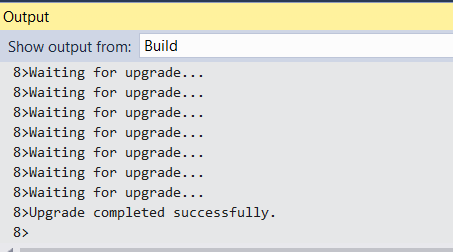 Output
Show output from: Build
8>Waiting for upgrade...
8>Waiting for upgrade...
8>Waiting for upgrade...
8>Waiting for upgrade...
8>Waiting for upgrade...
8>Waiting for upgrade...
8>Waiting for upgrade...
8>Upgrade completed successfully.
8>